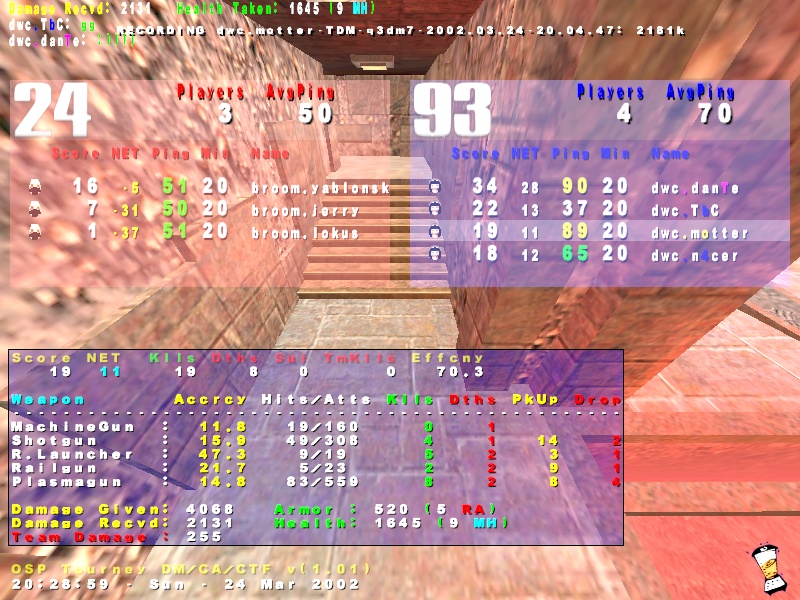 Damage Recvd: 2131 Health Taken: 1645 (9 MH)
dwc.TbC: gg
RECORDING dwc.motter-TDM-q3dm7-2002.03.24-20.04.47: 2181k
dwc.danTe: :))))
24 Players AvgPing 93 Players AvgPing
3 50 4 70
Score NET Ping Min Name Score NET Ping Min Name
16 -5 51 20 broom.yablonsk 34 28 90 20 dwc.danTe
7 -31 50 20 broom.jerry 22 13 37 20 dwc.TbC
1 -37 51 20 broom.lokus 19 11 89 20 dwc.motter
18 12 65 20 dwc.n4cer
Score NET Klls Dths Sui TmKlls Effcny
19 11 19 8 0 0 70.3
Weapon Accrcy Hits/Atts Klls Dths PkUp Drop
MachineGun : 11.8 19/160 0 1
Shotgun : 15.9 49/308 4 1 14 2
R.Launcher : 47.3 9/19 5 2 3 1
Railgun : 21.7 5/23 2 2 9 1
Plasmagun : 14.8 83/559 8 2 8 4
Damage Given: 4068 Armor : 520 (5 RA)
Damage Recvd: 2131 Health: 1645 (9 MH)
Team Damage : 255
OSP Tourney DM/CA/CTF v(1.01)
20:28:59 - Sun - 24 Mar 2002